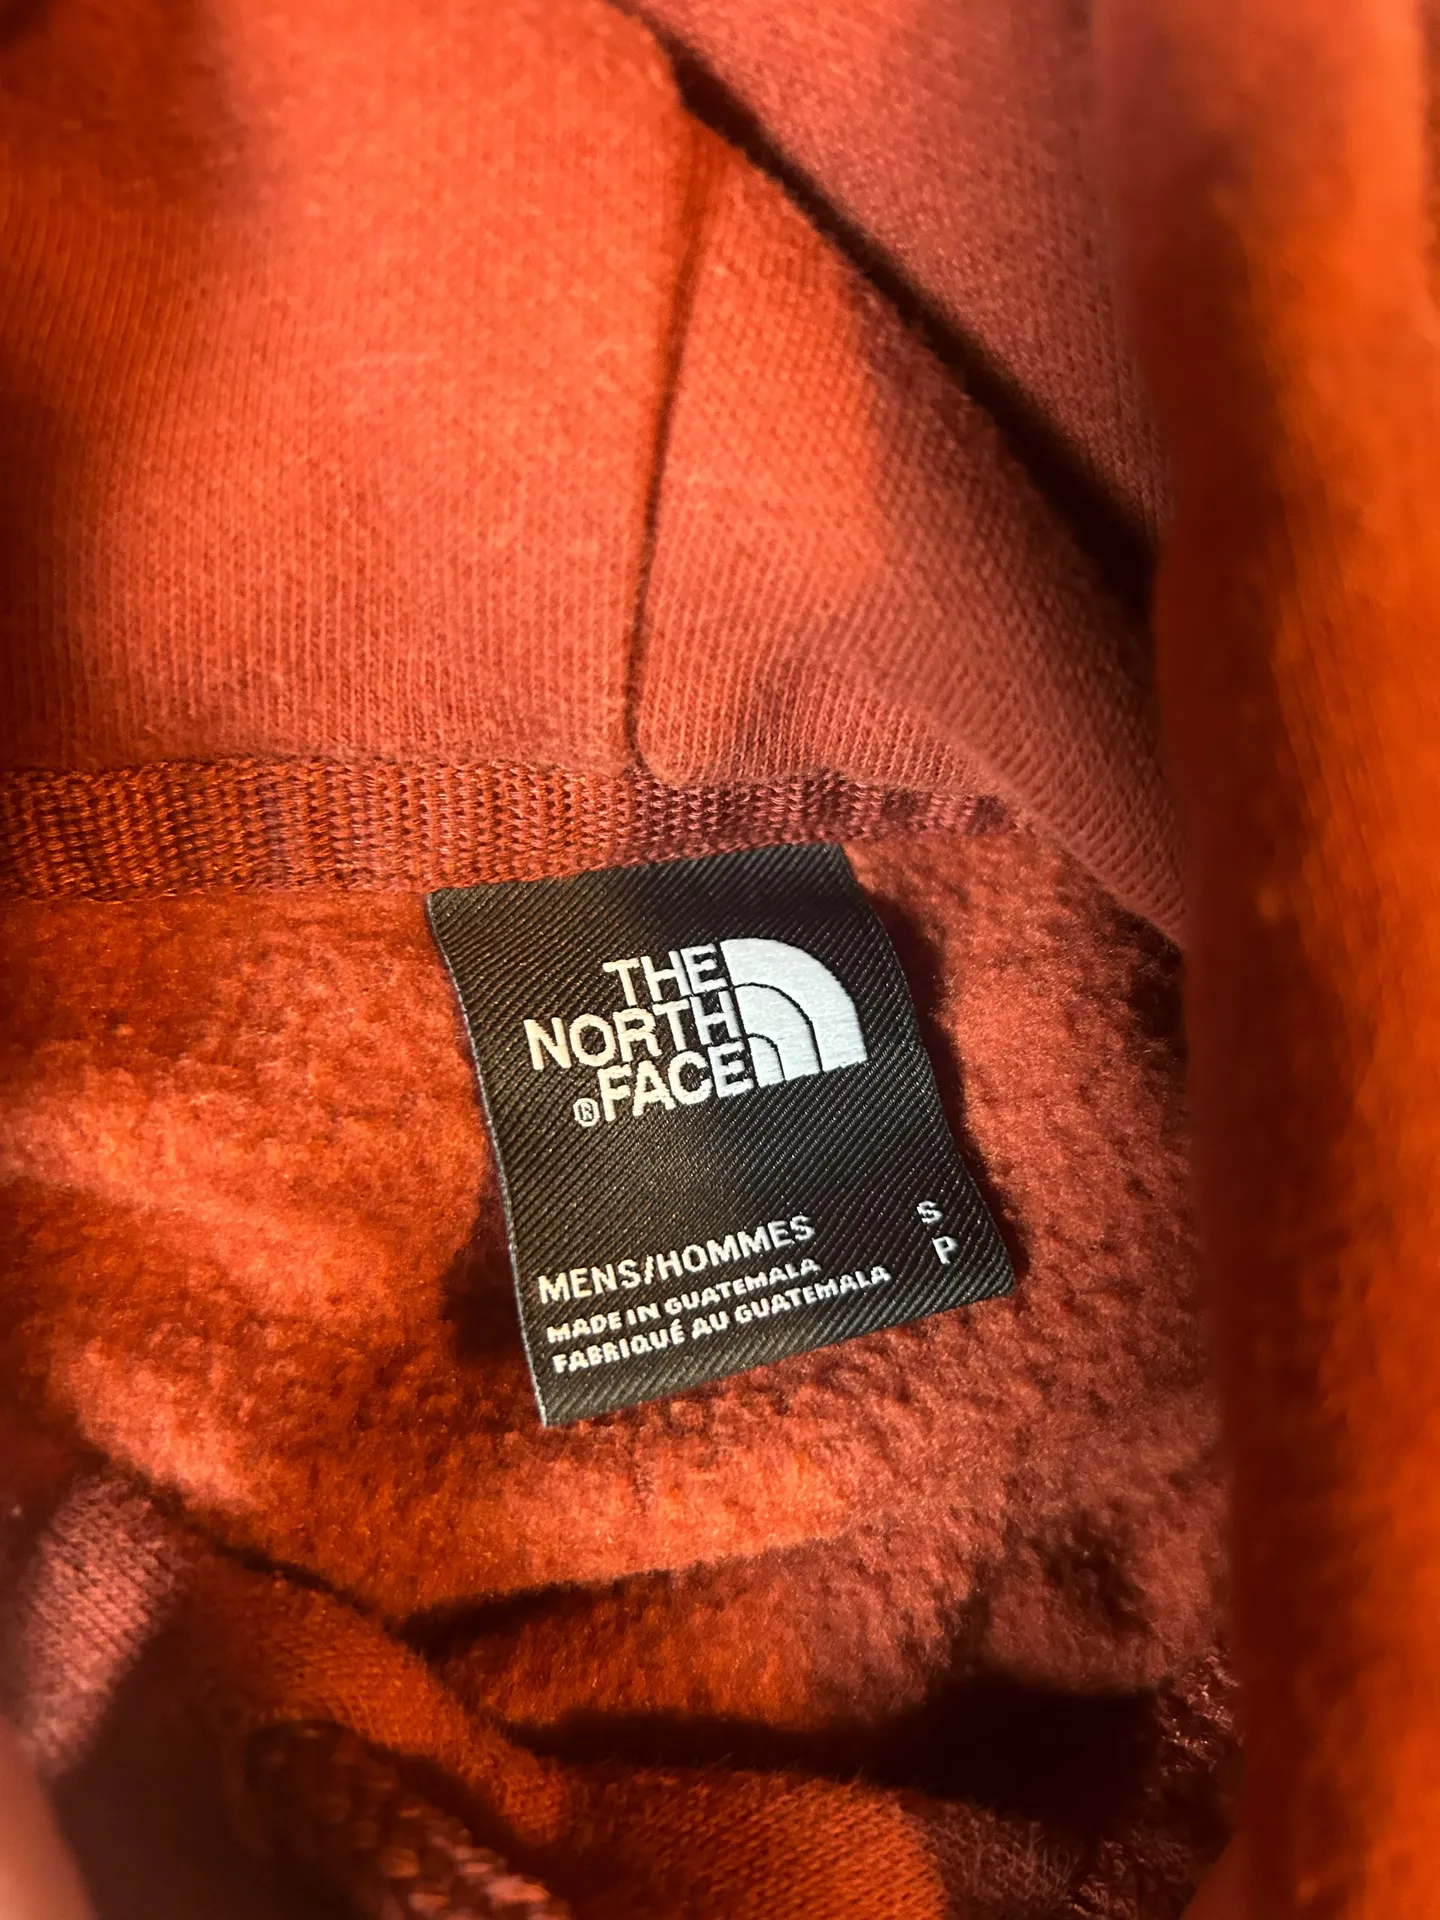 THE
NORTH
®FACE
MENS/HOMMES S
MADE IN GUATEMALA P
FABRIQUÉ AU GUATEMALA